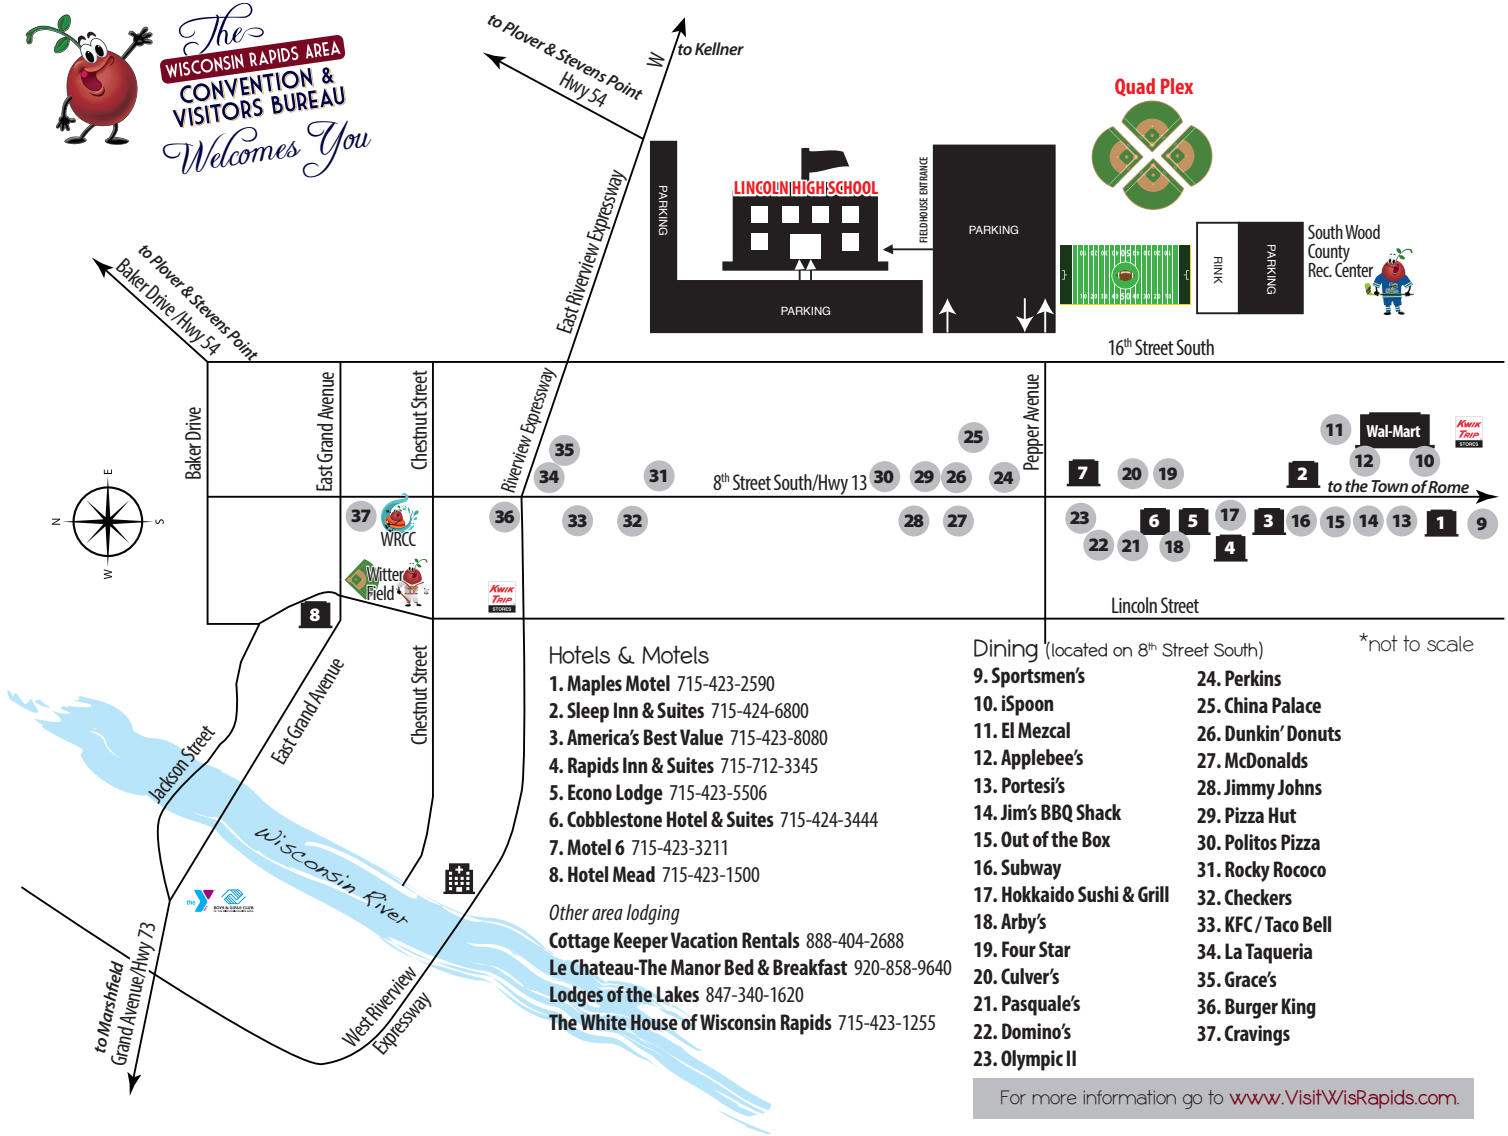 The
WISCONSIN RAPIDS AREA
CONVENTION &
VISITORS BUREAU
Welcomes You
to Plover & Stevens Point
Hwy 54
W
to Kellner
Quad Plex
LINCOLN HIGH SCHOOL
PARKING
FIELDHOUSE ENTRANCE
PARKING
PARKING
RINK
PARKING
South Wood
County
Rec. Center
East Riverview Expressway
to Plover & Stevens Point
Baker Drive /Hwy 54
16th Street South
Baker Drive
East Grand Avenue
Chestnut Street
Riverview Expressway
Pepper Avenue
35
34
31
8th Street South/Hwy 13
30
29
26
25
24
7
20
19
2
11
Wal-Mart
12
10
KWIK
TRIP
STORES
to the Town of Rome
N
E
S
W
37
WRCC
36
33
32
28
27
23
22
21
6
5
18
17
4
3
16
15
14
13
1
9
Witter
Field
KWIK
TRIP
STORES
8
Lincoln Street
*not to scale
Jackson Street
East Grand Avenue
Chestnut Street
Wisconsin River
the Y
BOYS & GIRLS CLUB
to Marshfield
Grand Avenue/Hwy 73
West Riverview
Expressway
Hotels & Motels
1. Maples Motel 715-423-2590
2. Sleep Inn & Suites 715-424-6800
3. America's Best Value 715-423-8080
4. Rapids Inn & Suites 715-712-3345
5. Econo Lodge 715-423-5506
6. Cobblestone Hotel & Suites 715-424-3444
7. Motel 6 715-423-3211
8. Hotel Mead 715-423-1500
Other area lodging
Cottage Keeper Vacation Rentals 888-404-2688
Le Chateau-The Manor Bed & Breakfast 920-858-9640
Lodges of the Lakes 847-340-1620
The White House of Wisconsin Rapids 715-423-1255
Dining (located on 8th Street South)
9. Sportsmen's
10. iSpoon
11. El Mezcal
12. Applebee's
13. Portesi's
14. Jim's BBQ Shack
15. Out of the Box
16. Subway
17. Hokkaido Sushi & Grill
18. Arby's
19. Four Star
20. Culver's
21. Pasquale's
22. Domino's
23. Olympic II
24. Perkins
25. China Palace
26. Dunkin' Donuts
27. McDonalds
28. Jimmy Johns
29. Pizza Hut
30. Politos Pizza
31. Rocky Rococo
32. Checkers
33. KFC / Taco Bell
34. La Taqueria
35. Grace's
36. Burger King
37. Cravings
For more information go to www.VisitWisRapids.com.